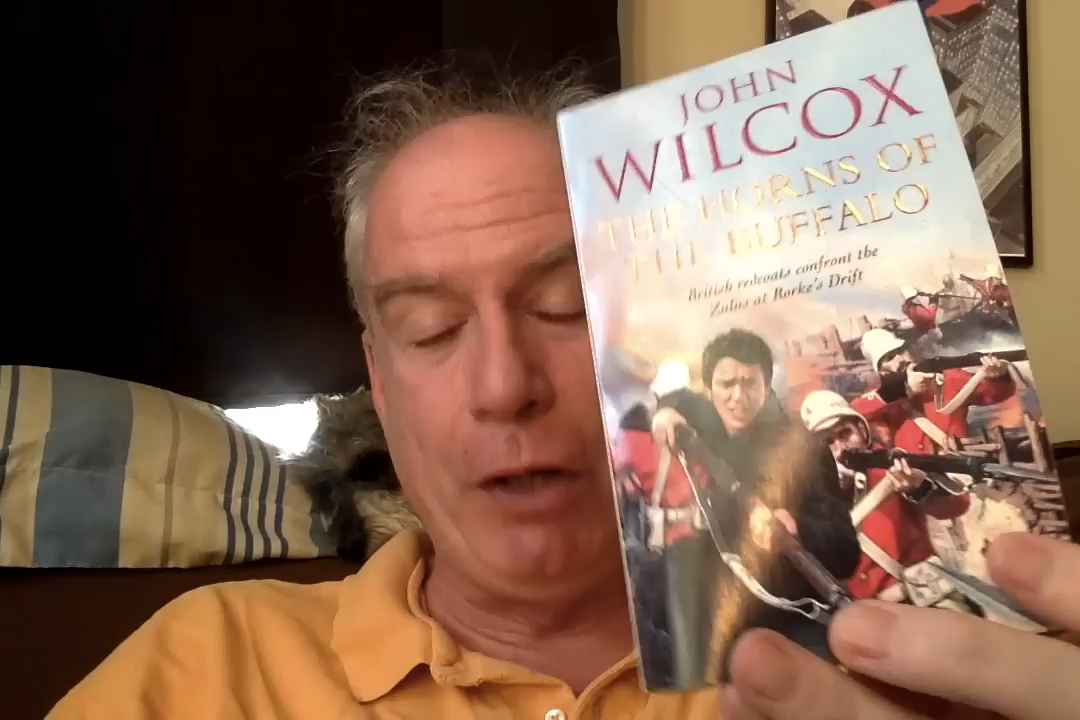 JOHN
WILCOX
THE HORNS OF
THE BUFFALO
British redcoats confront the
Zulus at Rorke's Drift